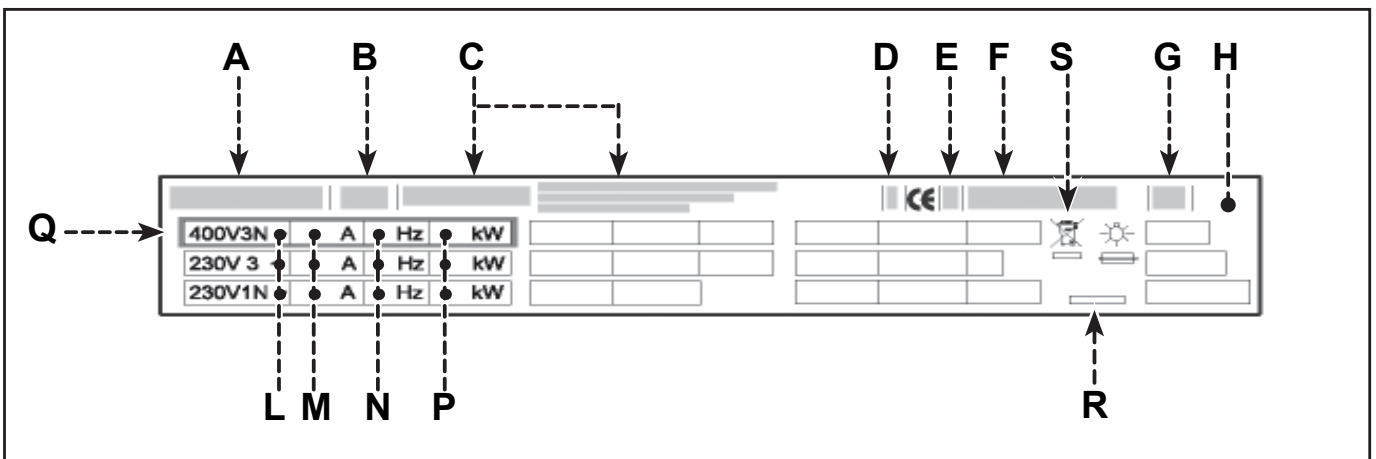 A B C D E F S G H
CE
Q
400V3N A Hz kW
230V 3 A Hz kW
230V1N A Hz kW
L M N P R